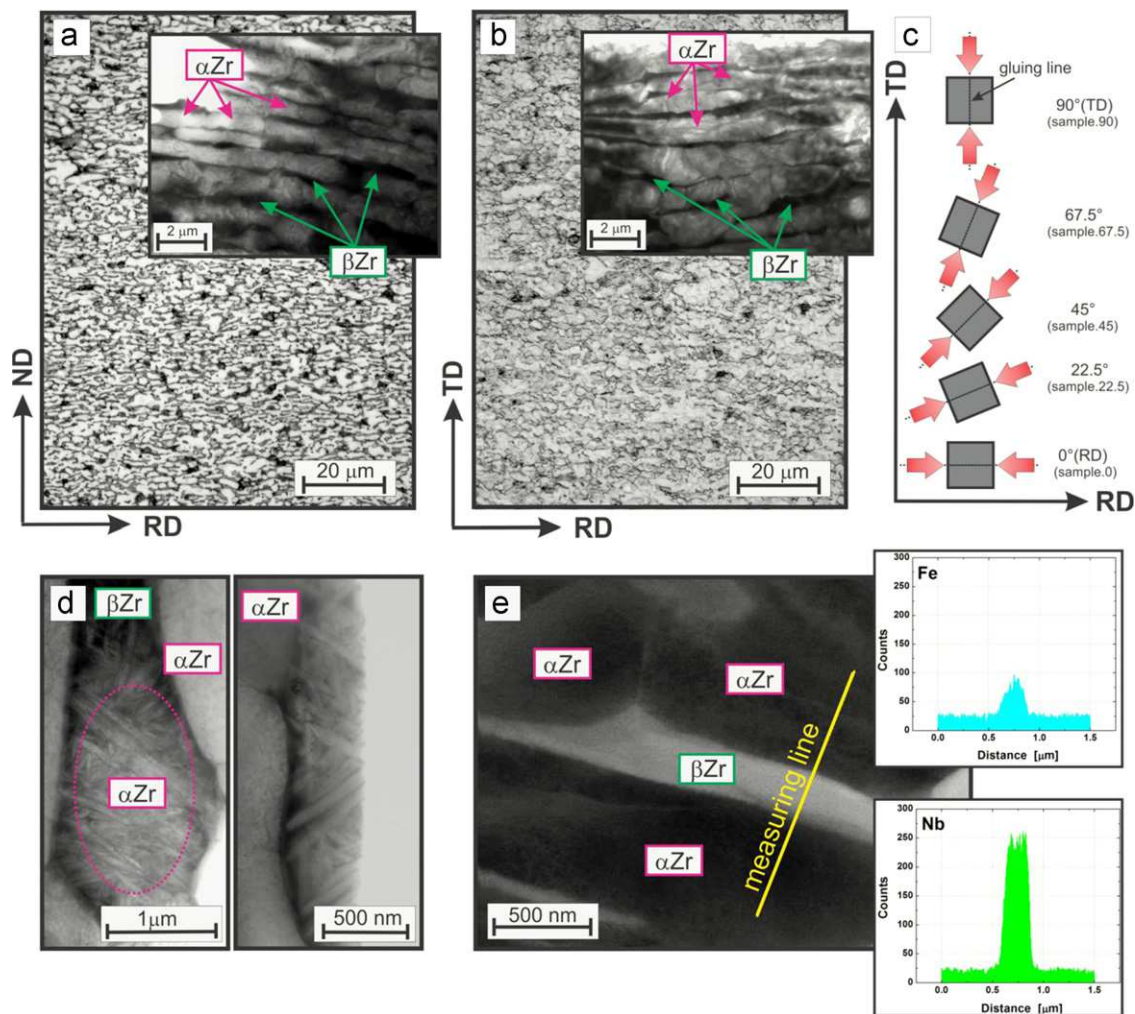 a
αZr
βZr
2 μm
20 μm
ND
RD
b
αZr
βZr
2 μm
20 μm
TD
RD
c
TD
gluing line
90°(TD)
(sample.90)
67.5°
(sample.67.5)
45°
(sample.45)
22.5°
(sample.22.5)
0°(RD)
(sample.0)
RD
d
βZr
αZr
αZr
1μm
αZr
500 nm
e
αZr
αZr
βZr
αZr
measuring line
500 nm
Fe
Counts
300
250
200
150
100
50
0
0.0 0.5 1.0 1.5
Distance [μm]
Nb
Counts
300
250
200
150
100
50
0
0.0 0.5 1.0 1.5
Distance [μm]